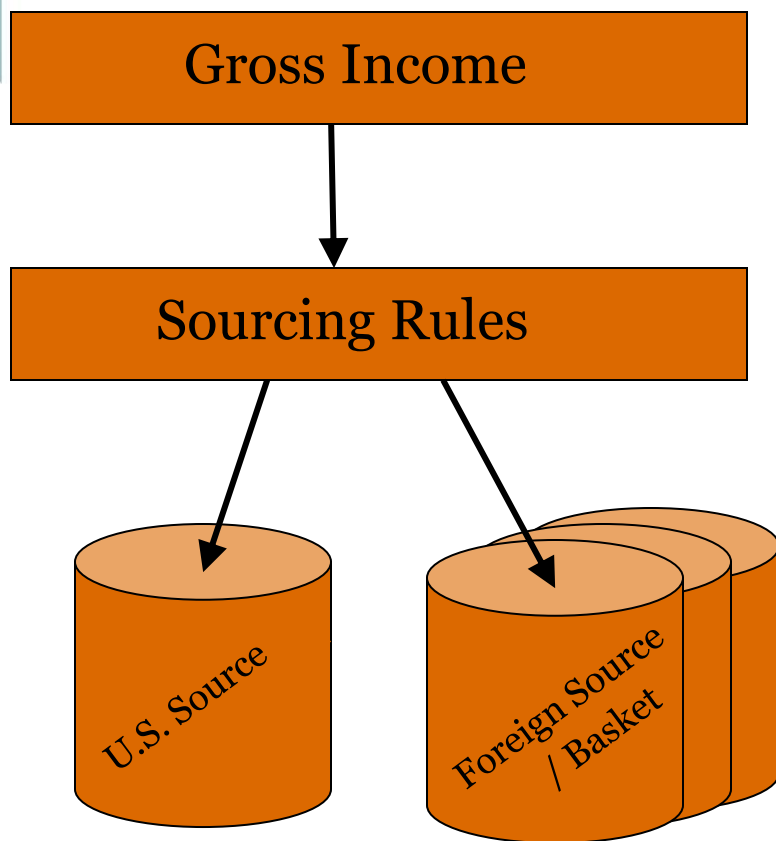 Gross Income
Sourcing Rules
U.S. Source
Foreign Source
/ Basket